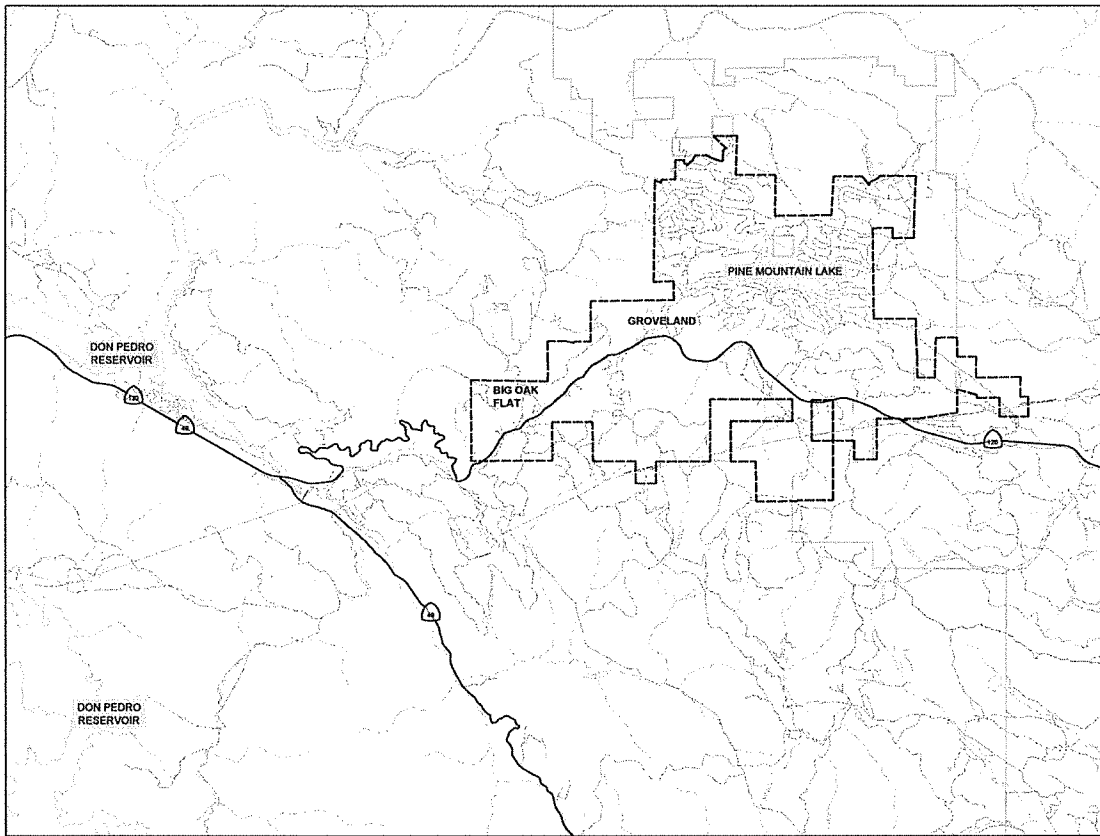 PINE MOUNTAIN LAKE
GROVELAND
DON PEDRO
RESERVOIR
BIG OAK
FLAT
120
49
120
49
DON PEDRO
RESERVOIR